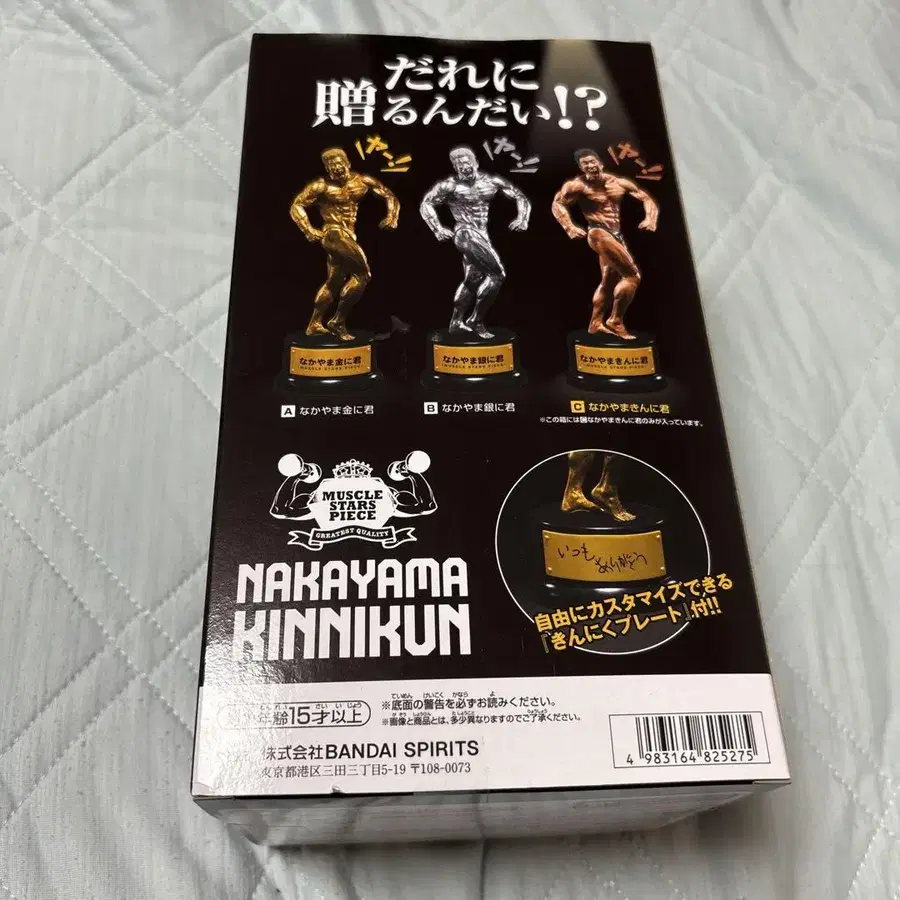 だれに
贈るんだい!?
ヤー!!
ヤー!!
ヤー!!
なかやま金に君
MUSCLE STARS PIECE
なかやま銀に君
MUSCLE STARS PIECE
なかやまきんに君
MUSCLE STARS PIECE
A なかやま金に君
B なかやま銀に君
C なかやまきんに君
※この箱にはCなかやまきんに君のみが入っています。
MUSCLE
STARS
PIECE
GREATEST QUALITY
NAKAYAMA
KINNIKUN
いつも
ありがとう
自由にカスタマイズできる
「きんにくプレート」付!!
年齢15才以上
※底面の警告を必ずお読みください。
※画像と商品とは、多少異なりますのでご了承ください。
株式会社BANDAI SPIRITS
東京都港区三田三丁目5-19 〒108-0073
4 983164 825275